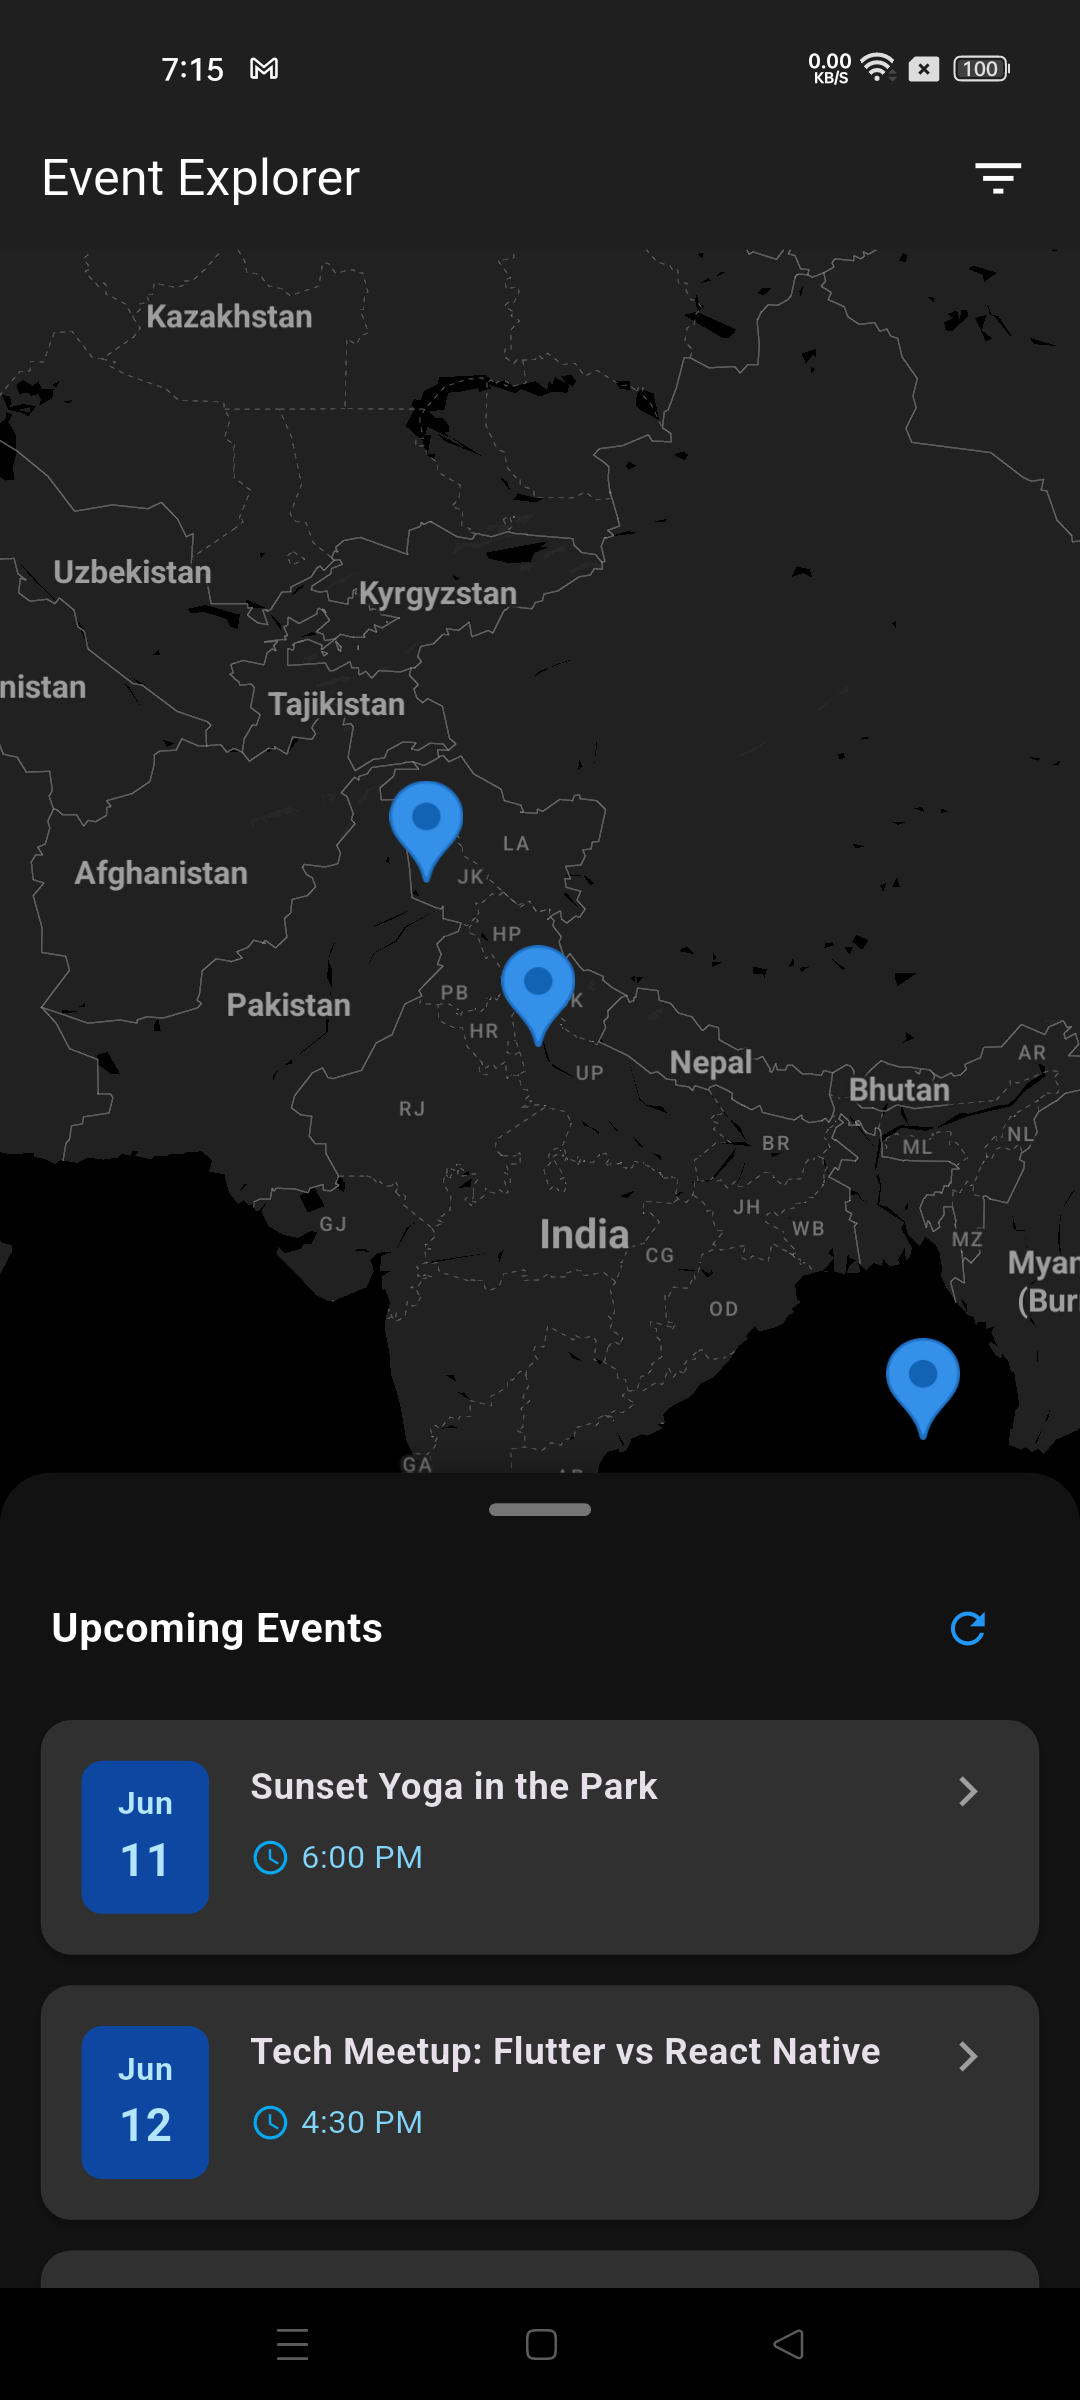 7:15
0.00
KB/S
100
Event Explorer
Kazakhstan
Uzbekistan
Kyrgyzstan
nistan
Tajikistan
LA
Afghanistan
JK
HP
PB
K
Pakistan
HR
Nepal
AR
UP
Bhutan
RJ
NL
BR
ML
JH
GJ
WB
India
MZ
CG
Myan
(Bur
OD
GA
Upcoming Events
Jun
11
Sunset Yoga in the Park
6:00 PM
Jun
12
Tech Meetup: Flutter vs React Native
4:30 PM